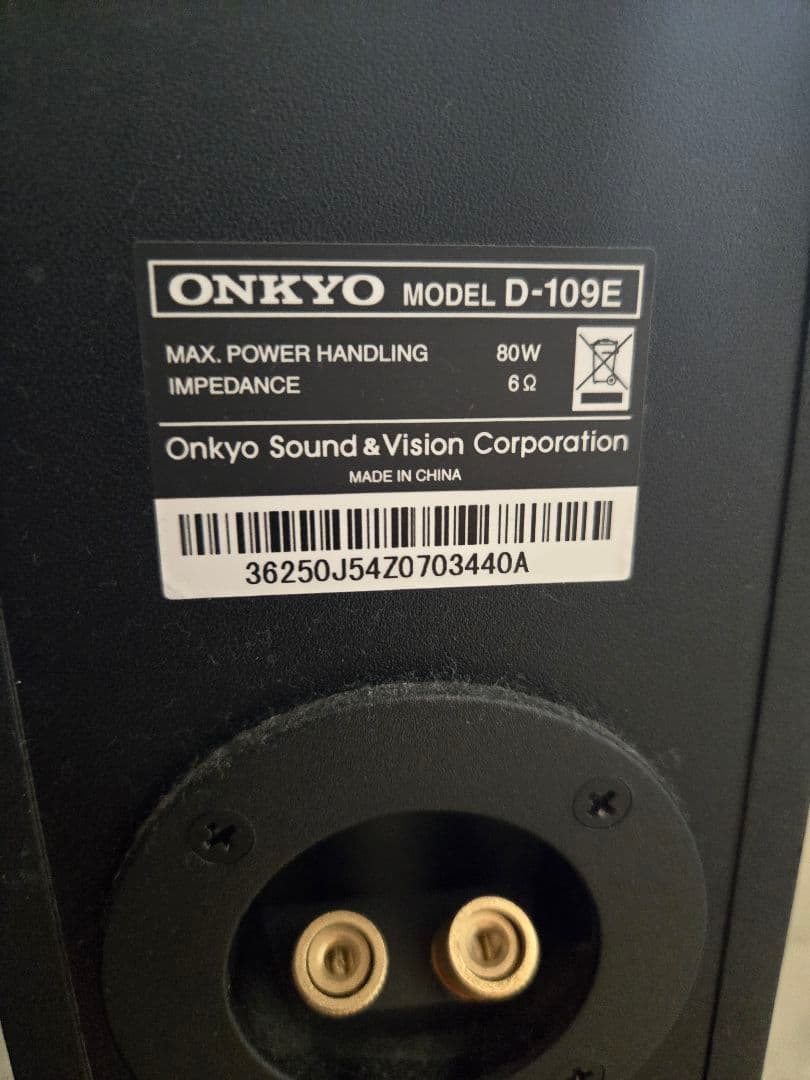 ONKYO MODEL D-109E
MAX. POWER HANDLING 80W
IMPEDANCE 6Ω
Onkyo Sound & Vision Corporation
MADE IN CHINA
36250J54Z0703440A